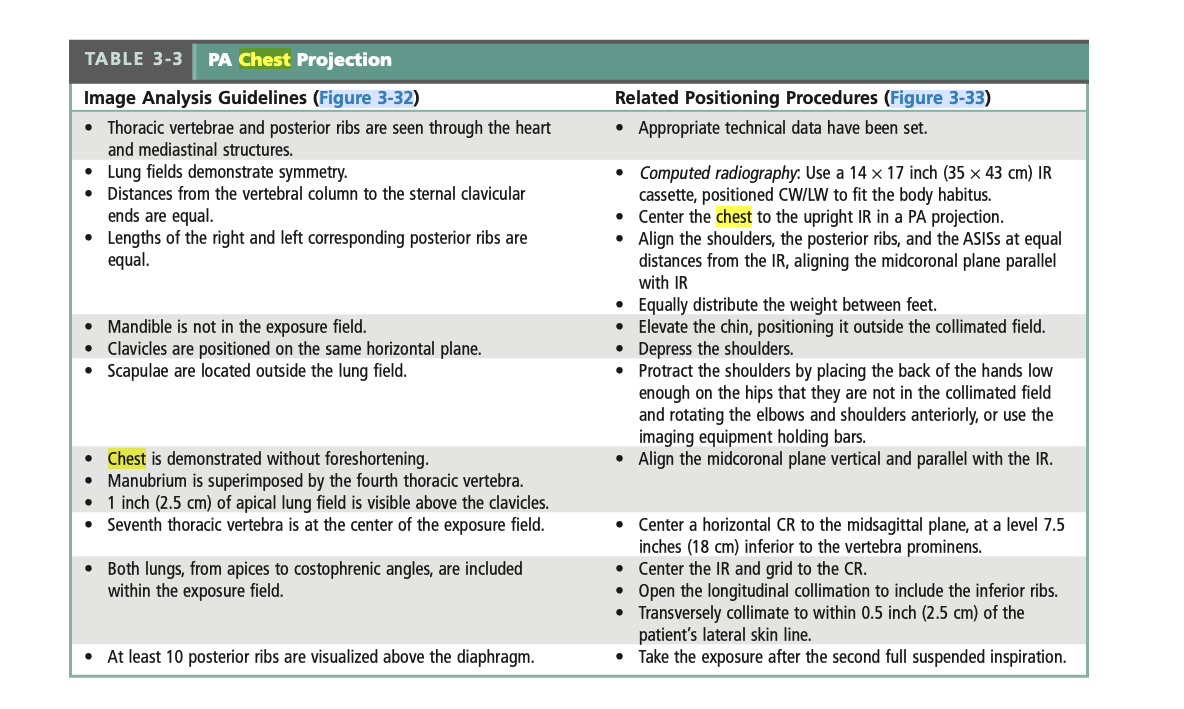 TABLE 3-3 PA Chest Projection
Image Analysis Guidelines (Figure 3-32)
Related Positioning Procedures (Figure 3-33)
• Thoracic vertebrae and posterior ribs are seen through the heart
and mediastinal structures.
• Appropriate technical data have been set.
• Lung fields demonstrate symmetry.
• Distances from the vertebral column to the sternal clavicular
ends are equal.
• Lengths of the right and left corresponding posterior ribs are
equal.
• Computed radiography: Use a 14 × 17 inch (35 × 43 cm) IR
cassette, positioned CW/LW to fit the body habitus.
• Center the chest to the upright IR in a PA projection.
• Align the shoulders, the posterior ribs, and the ASISs at equal
distances from the IR, aligning the midcoronal plane parallel
with IR
• Equally distribute the weight between feet.
• Mandible is not in the exposure field.
• Clavicles are positioned on the same horizontal plane.
• Elevate the chin, positioning it outside the collimated field.
• Depress the shoulders.
• Scapulae are located outside the lung field.
• Protract the shoulders by placing the back of the hands low
enough on the hips that they are not in the collimated field
and rotating the elbows and shoulders anteriorly, or use the
imaging equipment holding bars.
• Chest is demonstrated without foreshortening.
• Manubrium is superimposed by the fourth thoracic vertebra.
• 1 inch (2.5 cm) of apical lung field is visible above the clavicles.
• Align the midcoronal plane vertical and parallel with the IR.
• Seventh thoracic vertebra is at the center of the exposure field.
• Center a horizontal CR to the midsagittal plane, at a level 7.5
inches (18 cm) inferior to the vertebra prominens.
• Both lungs, from apices to costophrenic angles, are included
within the exposure field.
• Center the IR and grid to the CR.
• Open the longitudinal collimation to include the inferior ribs.
• Transversely collimate to within 0.5 inch (2.5 cm) of the
patient's lateral skin line.
• At least 10 posterior ribs are visualized above the diaphragm.
• Take the exposure after the second full suspended inspiration.